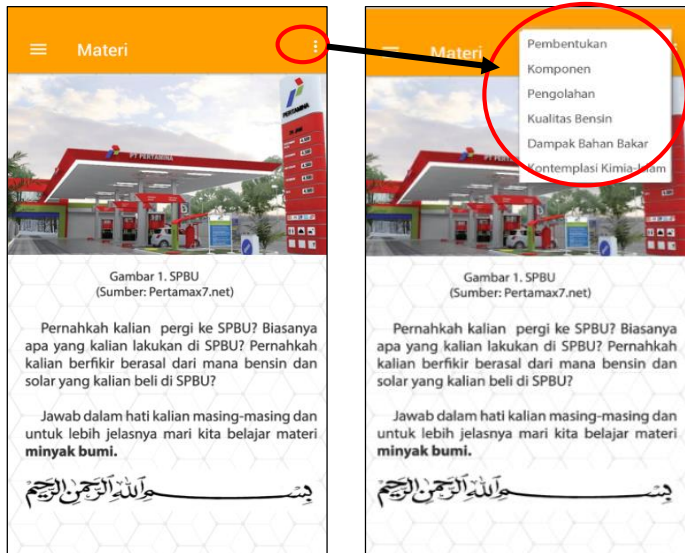 Materi
PT PERTAMINA
PERTAMINA
Gambar 1. SPBU
(Sumber: Pertamax7.net)
Pernahkah kalian pergi ke SPBU? Biasanya
apa yang kalian lakukan di SPBU? Pernahkah
kalian berfikir berasal dari mana bensin dan
solar yang kalian beli di SPBU?
Jawab dalam hati kalian masing-masing dan
untuk lebih jelasnya mari kita belajar materi
minyak bumi.
بسم الله الرحمن الرحيم
Materi
Pembentukan
Komponen
Pengolahan
Kualitas Bensin
Dampak Bahan Bakar
Kontemplasi Kimia-Islam
Gambar 1. SPBU
(Sumber: Pertamax7.net)
Pernahkah kalian pergi ke SPBU? Biasanya
apa yang kalian lakukan di SPBU? Pernahkah
kalian berfikir berasal dari mana bensin dan
solar yang kalian beli di SPBU?
Jawab dalam hati kalian masing-masing dan
untuk lebih jelasnya mari kita belajar materi
minyak bumi.
بسم الله الرحمن الرحيم